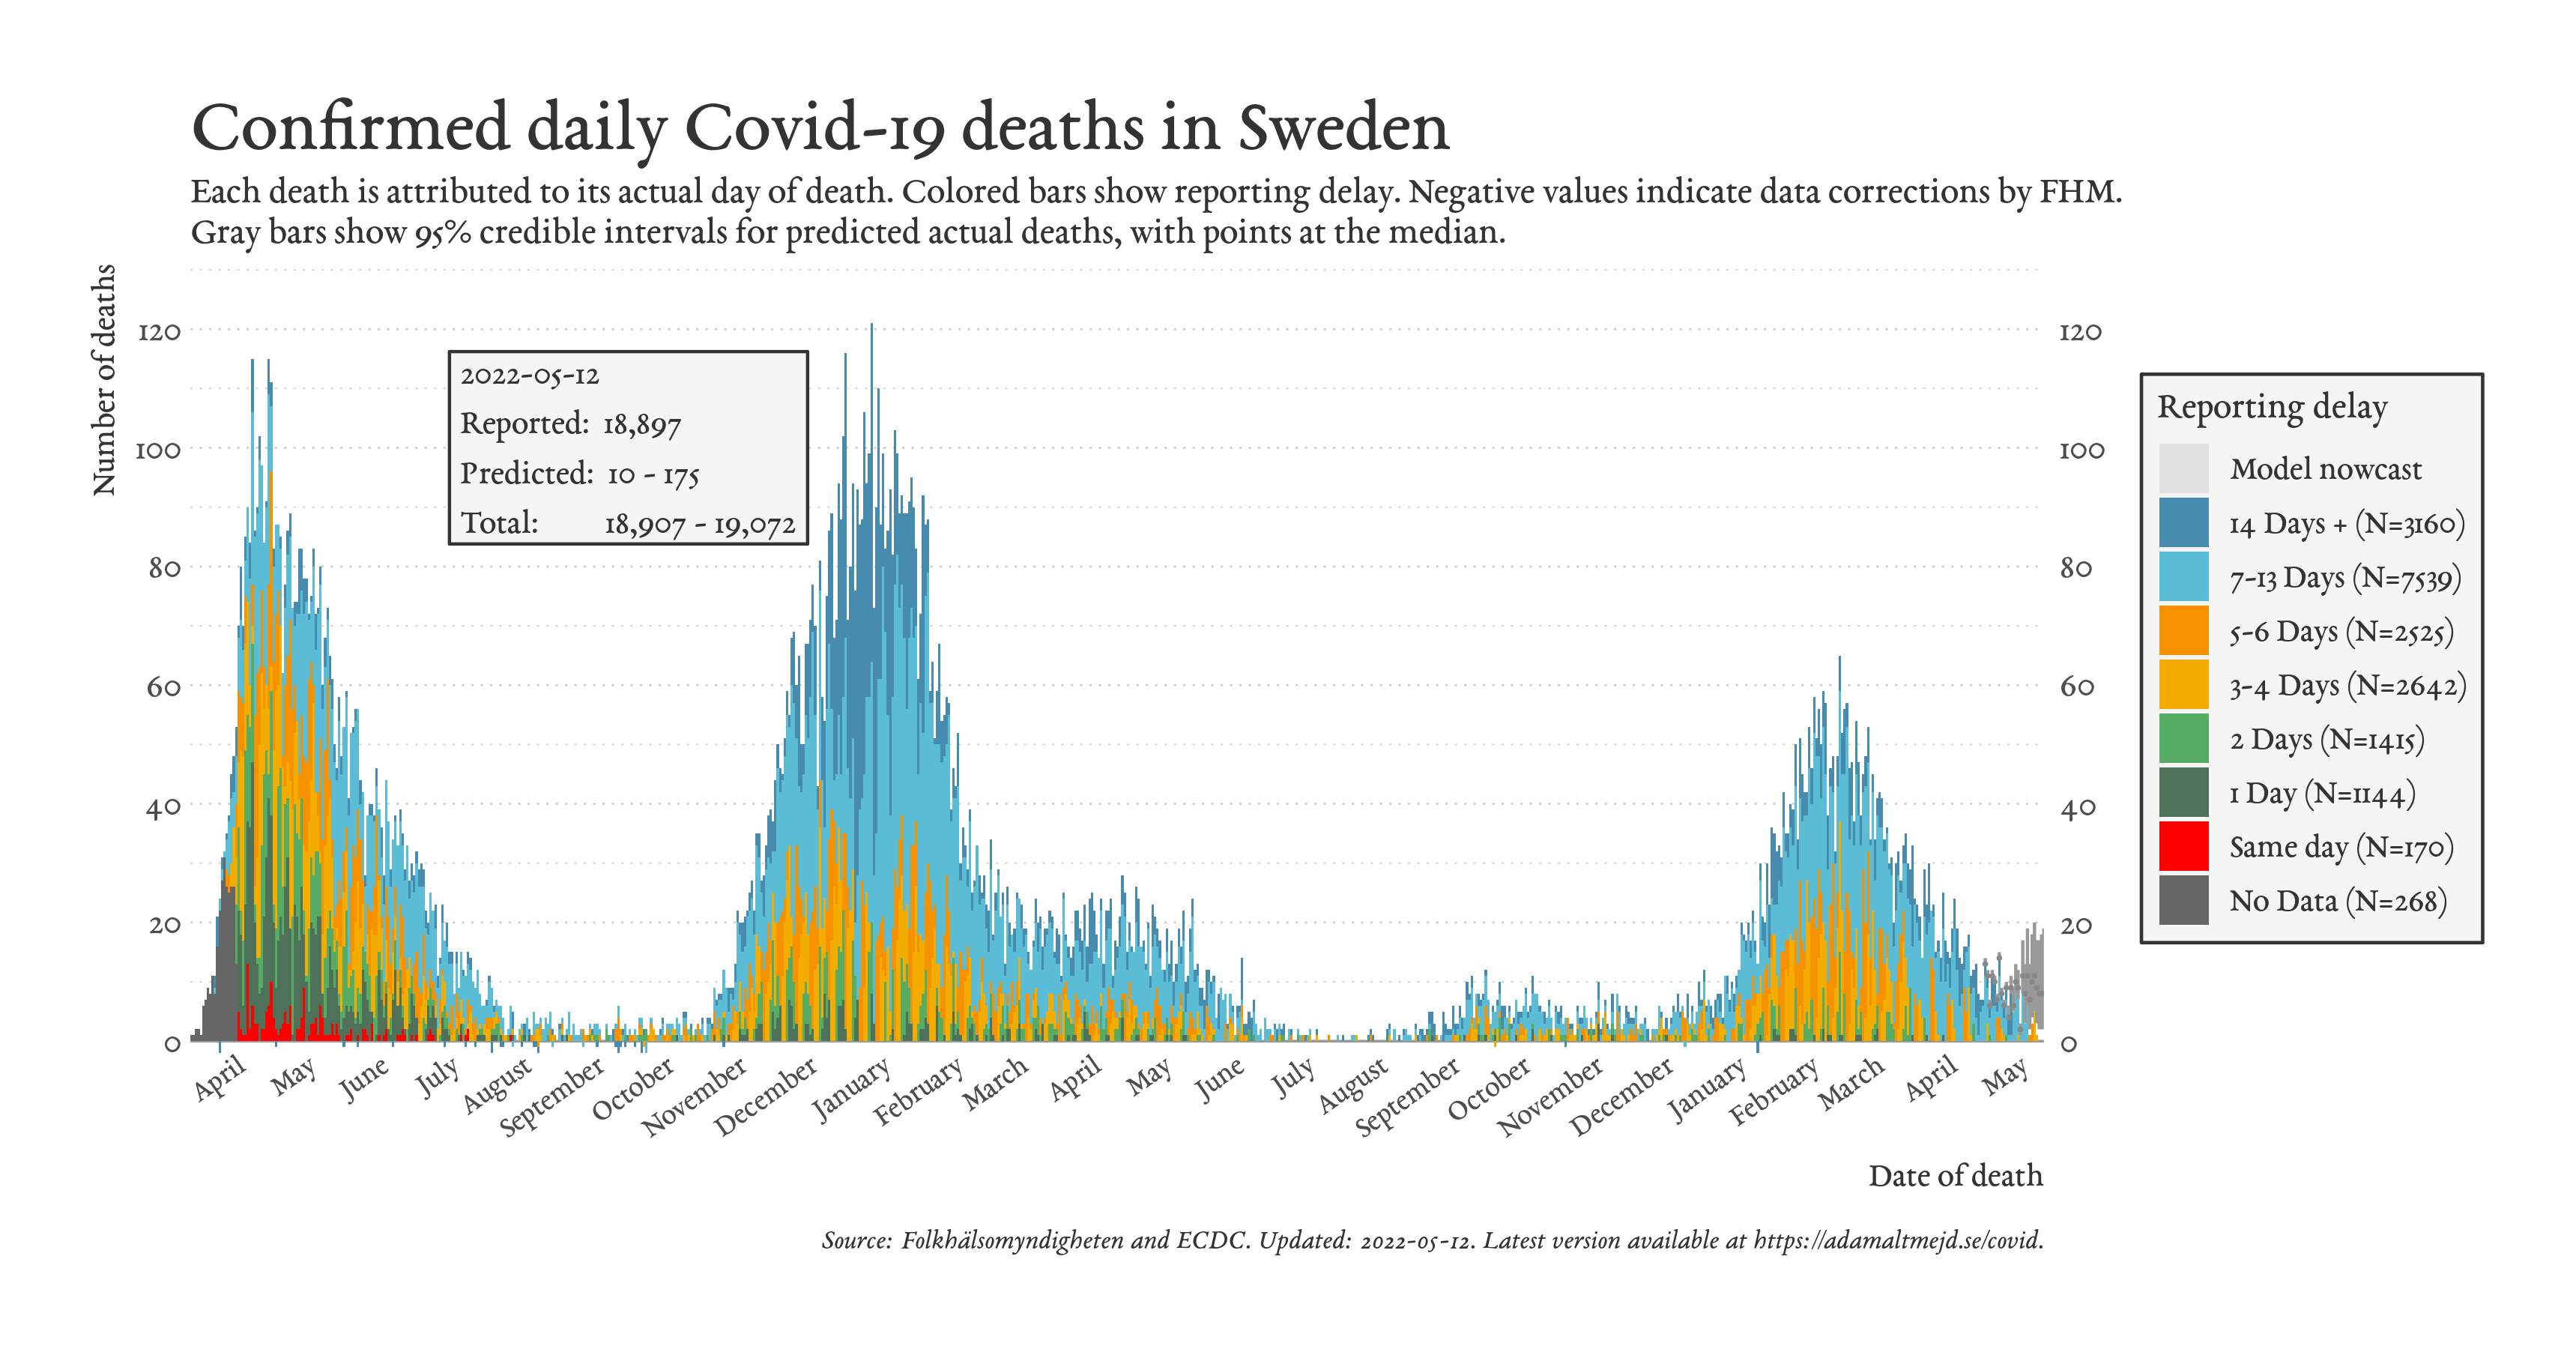 Confirmed daily Covid-19 deaths in Sweden
Each death is attributed to its actual day of death. Colored bars show reporting delay. Negative values indicate data corrections by FHM.
Gray bars show 95% credible intervals for predicted actual deaths, with points at the median.
Number of deaths
120
100
80
60
40
20
0
2022-05-12
Reported: 18,897
Predicted: 10 - 175
Total: 18,907 - 19,072
120
100
80
60
40
20
0
Reporting delay
Model nowcast
14 Days + (N=3160)
7-13 Days (N=7539)
5-6 Days (N=2525)
3-4 Days (N=2642)
2 Days (N=1415)
1 Day (N=1144)
Same day (N=170)
No Data (N=268)
April May June July August September October November December January February March April May June July August September October November December January February March April May
Date of death
Source: Folkhälsomyndigheten and ECDC. Updated: 2022-05-12. Latest version available at https://adamaltmejd.se/covid.